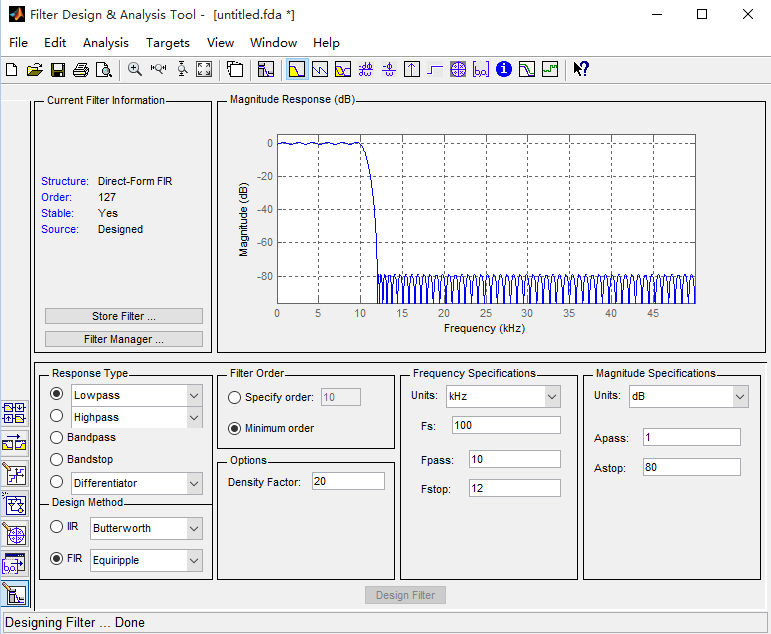 Filter Design & Analysis Tool - [untitled.fda *]
File Edit Analysis Targets View Window Help
Current Filter Information
Structure: Direct-Form FIR
Order: 127
Stable: Yes
Source: Designed
Store Filter ...
Filter Manager ...
Magnitude Response (dB)
Magnitude (dB)
0
-20
-40
-60
-80
0 5 10 15 20 25 30 35 40 45
Frequency (kHz)
Response Type
Lowpass
Highpass
Bandpass
Bandstop
Differentiator
Design Method
IIR Butterworth
FIR Equiripple
Filter Order
Specify order: 10
Minimum order
Options
Density Factor: 20
Frequency Specifications
Units: kHz
Fs: 100
Fpass: 10
Fstop: 12
Magnitude Specifications
Units: dB
Apass: 1
Astop: 80
Design Filter
Designing Filter ... Done